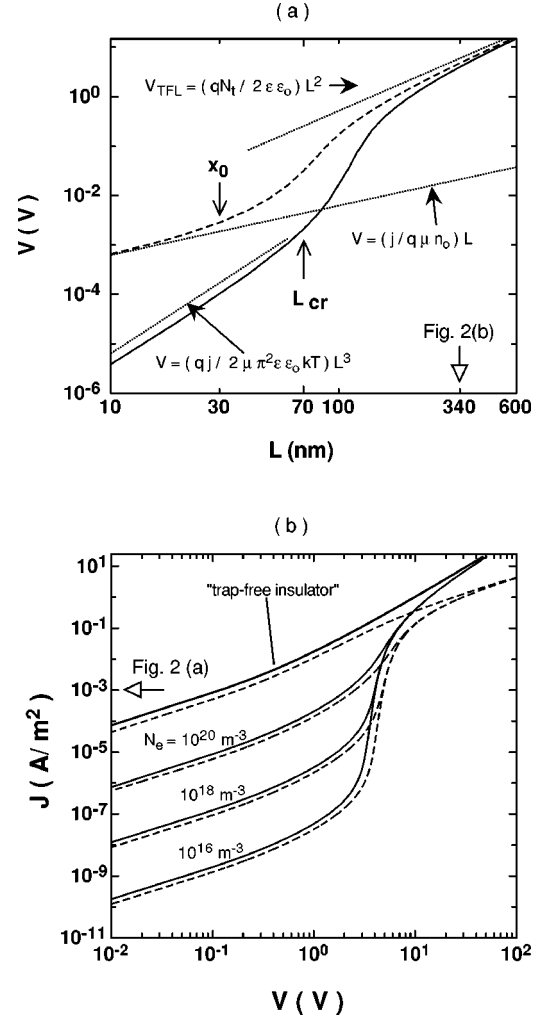 ( a )
V_TFL = ( qN_t / 2 ε ε_o ) L^2
x_0
V = ( j / q μ n_o ) L
L_cr
V = ( q j / 2 μ π^2 ε ε_o kT ) L^3
Fig. 2(b)
10^0
10^-2
10^-4
10^-6
V (V)
10 30 70 100 340 600
L (nm)
( b )
10^1
10^-1
10^-3
10^-5
10^-7
10^-9
10^-11
J ( A/ m^2 )
"trap-free insulator"
Fig. 2 (a)
N_e = 10^20 m^-3
10^18 m^-3
10^16 m^-3
10^-2 10^-1 10^0 10^1 10^2
V ( V )